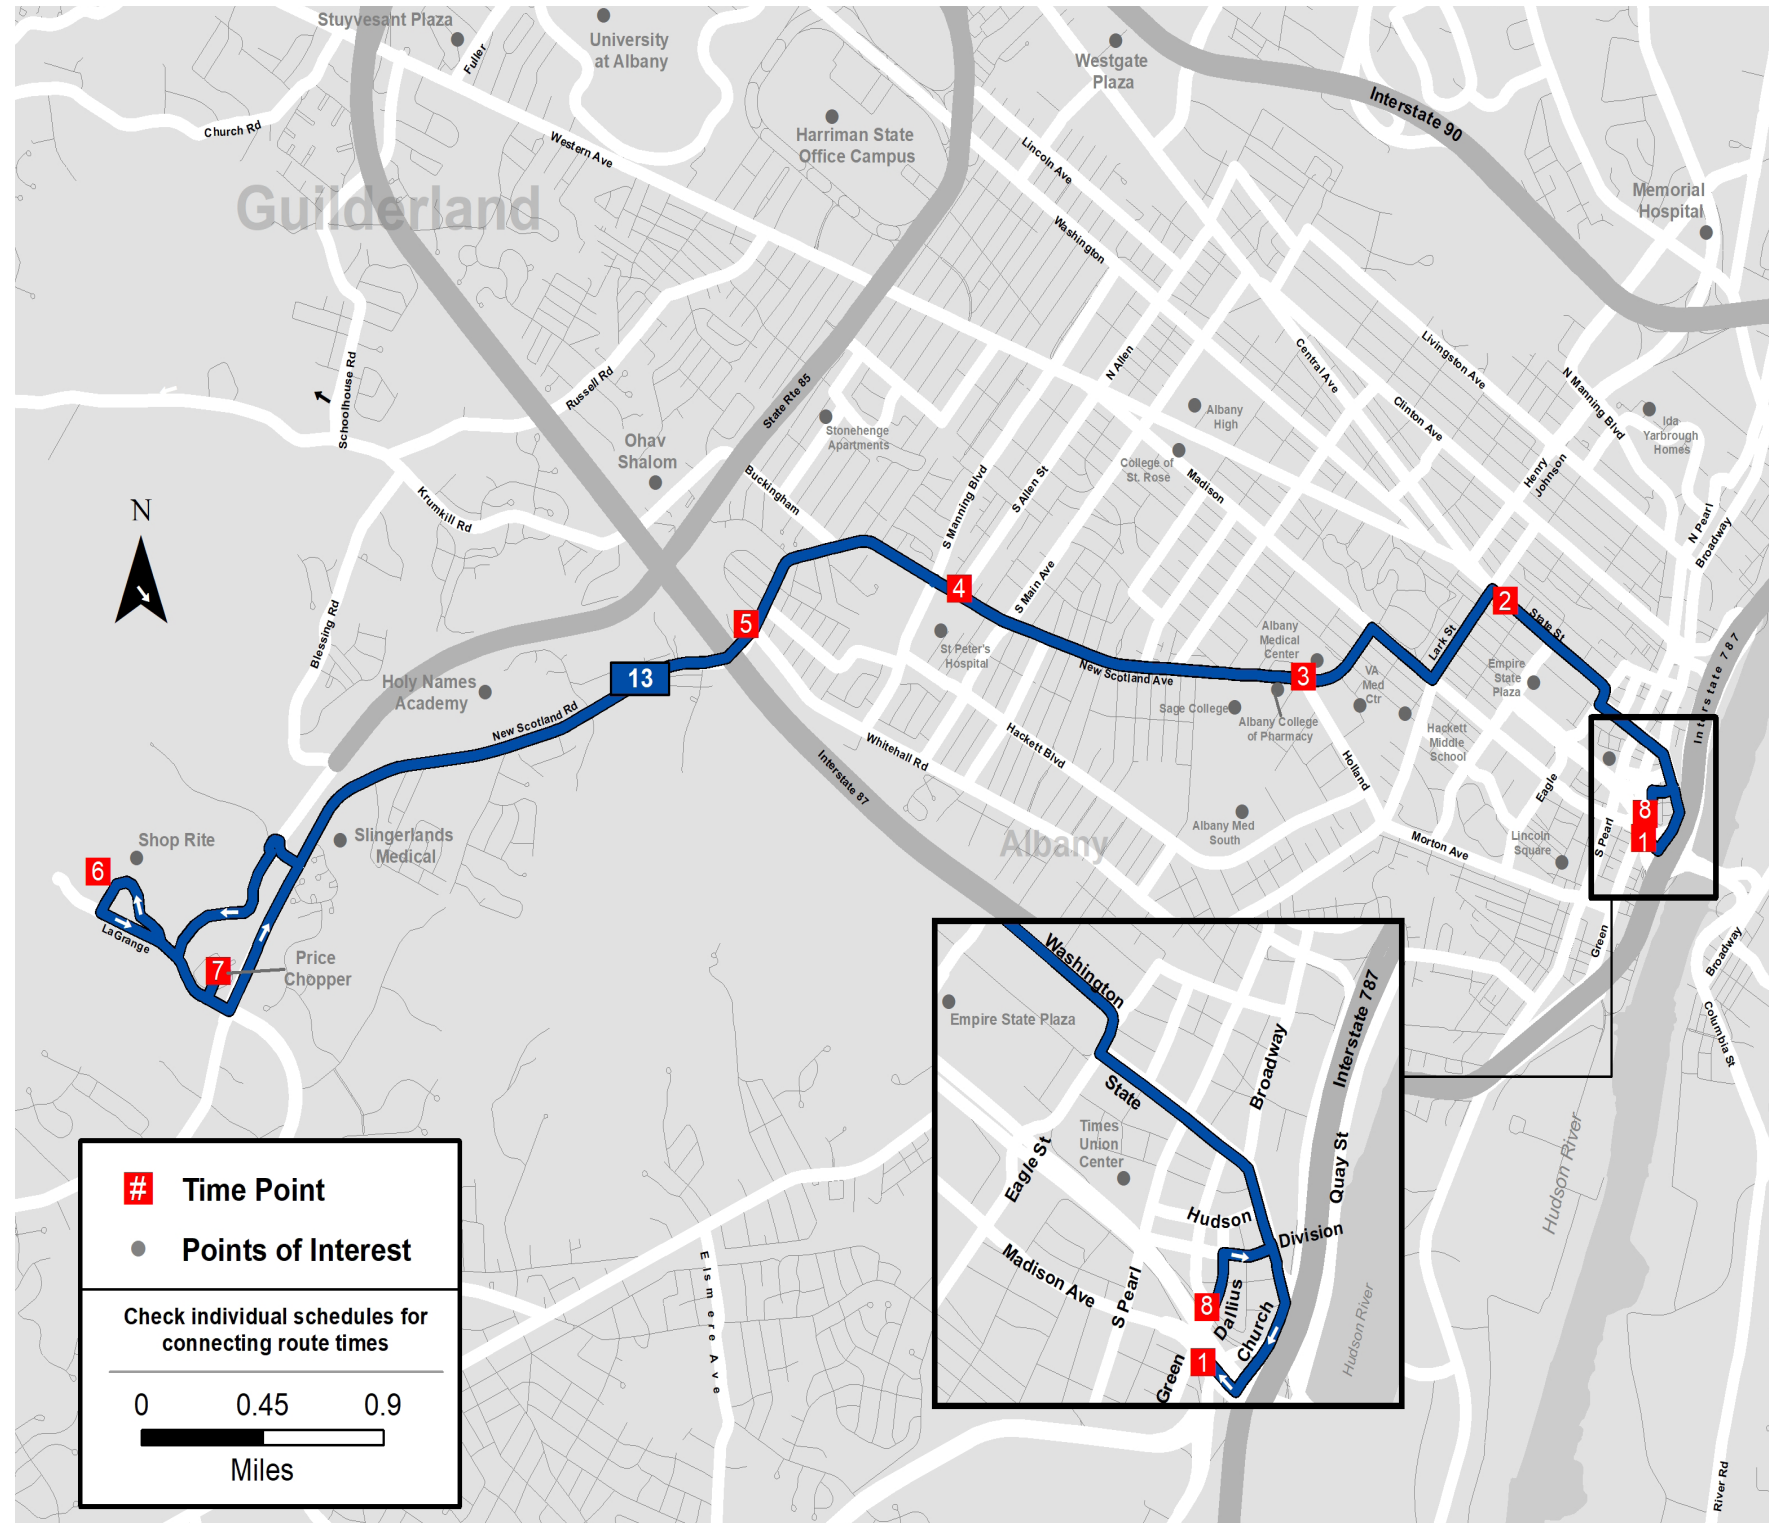 Stuyvesant Plaza
Fuller
University
at Albany
Westgate
Plaza
Interstate 90
Church Rd
Western Ave
Harriman State
Office Campus
Lincoln Ave
Guilderland
Washington
Memorial
Hospital
Schoolhouse Rd
Russell Rd
State Rte 85
N Allen
Central Ave
Livingston Ave
N Manning Blvd
Clinton Ave
Stonehenge
Apartments
Albany
High
Ida
Yarbrough
Homes
Ohav
Shalom
Buckingham
College of
St. Rose
Madison
Henry
Johnson
N
Krumkill Rd
S Manning Blvd
S Allen St
N Pearl
Broadway
4
S Main Ave
2
State St
Blessing Rd
5
St Peter's
Hospital
Albany
Medical
Center
Lark St
Interstate 787
13
Holy Names
Academy
New Scotland Ave
3
VA
Med
Ctr
Empire
State
Plaza
New Scotland Rd
Sage College
Albany College
of Pharmacy
Hackett
Middle
School
Whitehall Rd
Hackett Blvd
Interstate 87
Holland
Eagle
8
1
S Pearl
Shop Rite
Slingerlands
Medical
Albany
Albany Med
South
Morton Ave
Lincoln
Square
6
LaGrange
7
Price
Chopper
Green
Broadway
Columbia St
Washington
Empire State Plaza
State
Broadway
Interstate 787
Times
Union
Center
Eagle St
Quay St
Hudson River
Hudson
Division
Madison Ave
S Pearl
8
Dallius
Church
1
Green
Hudson River
Elsmere Ave
River Rd
# Time Point
Points of Interest
Check individual schedules for
connecting route times
0 0.45 0.9
Miles